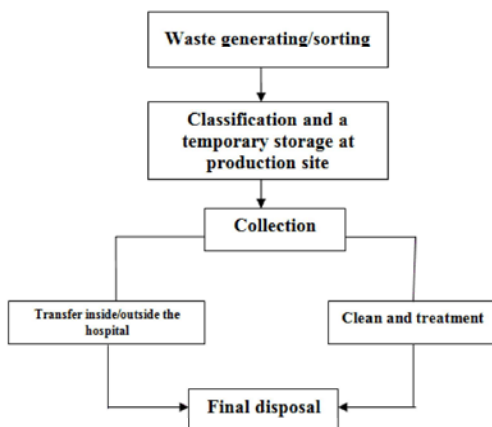 Waste generating/sorting
Classification and a
temporary storage at
production site
Collection
Transfer inside/outside the
hospital
Clean and treatment
Final disposal